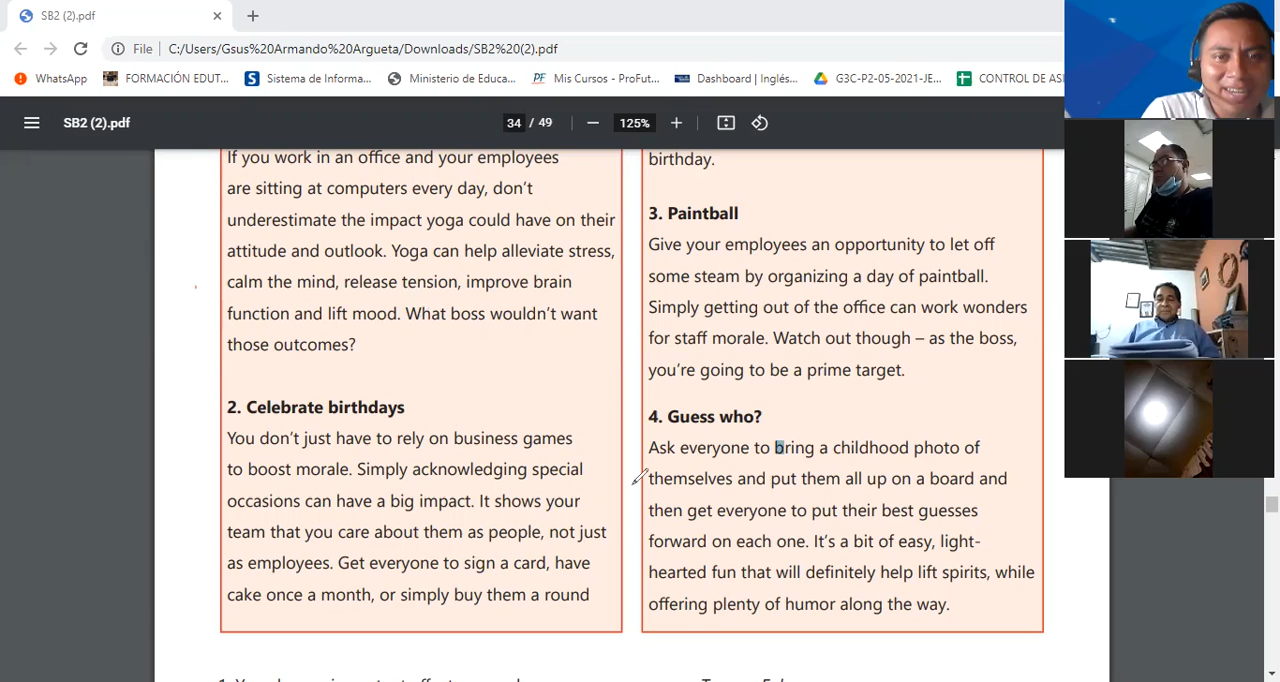 SB2 (2).pdf
File
C:/Users/Gsus%20Armando%20Argueta/Downloads/SB2%20(2).pdf
WhatsApp
FORMACIÓN EDUT...
Sistema de Informa...
Ministerio de Educa...
Mis Cursos - ProFut...
Dashboard | Inglés...
G3C-P2-05-2021-JE...
CONTROL DE ASI
SB2 (2).pdf
34 / 49
125%
If you work in an office and your employees
are sitting at computers every day, don't
underestimate the impact yoga could have on their
attitude and outlook. Yoga can help alleviate stress,
calm the mind, release tension, improve brain
function and lift mood. What boss wouldn't want
those outcomes?
2. Celebrate birthdays
You don't just have to rely on business games
to boost morale. Simply acknowledging special
occasions can have a big impact. It shows your
team that you care about them as people, not just
as employees. Get everyone to sign a card, have
cake once a month, or simply buy them a round
birthday.
3. Paintball
Give your employees an opportunity to let off
some steam by organizing a day of paintball.
Simply getting out of the office can work wonders
for staff morale. Watch out though – as the boss,
you're going to be a prime target.
4. Guess who?
Ask everyone to bring a childhood photo of
themselves and put them all up on a board and
then get everyone to put their best guesses
forward on each one. It's a bit of easy, light-
hearted fun that will definitely help lift spirits, while
offering plenty of humor along the way.